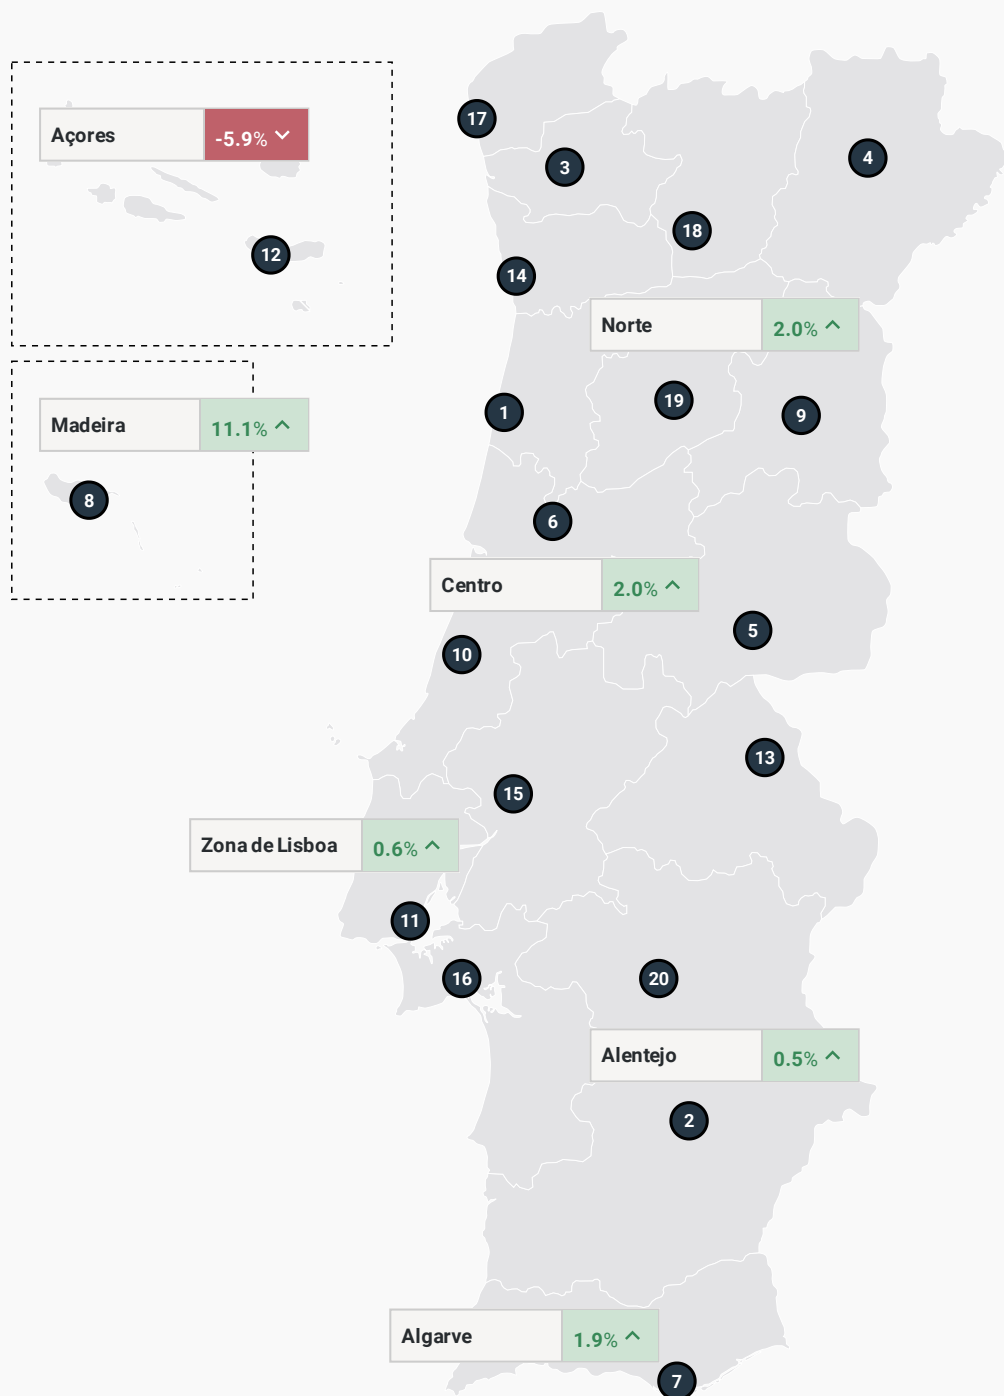 17
Açores -5.9%
3
4
18
12
14
Norte 2.0%
19
1
9
Madeira 11.1%
8
6
Centro 2.0%
5
10
13
15
Zona de Lisboa 0.6%
11
16
20
Alentejo 0.5%
2
Algarve 1.9%
7